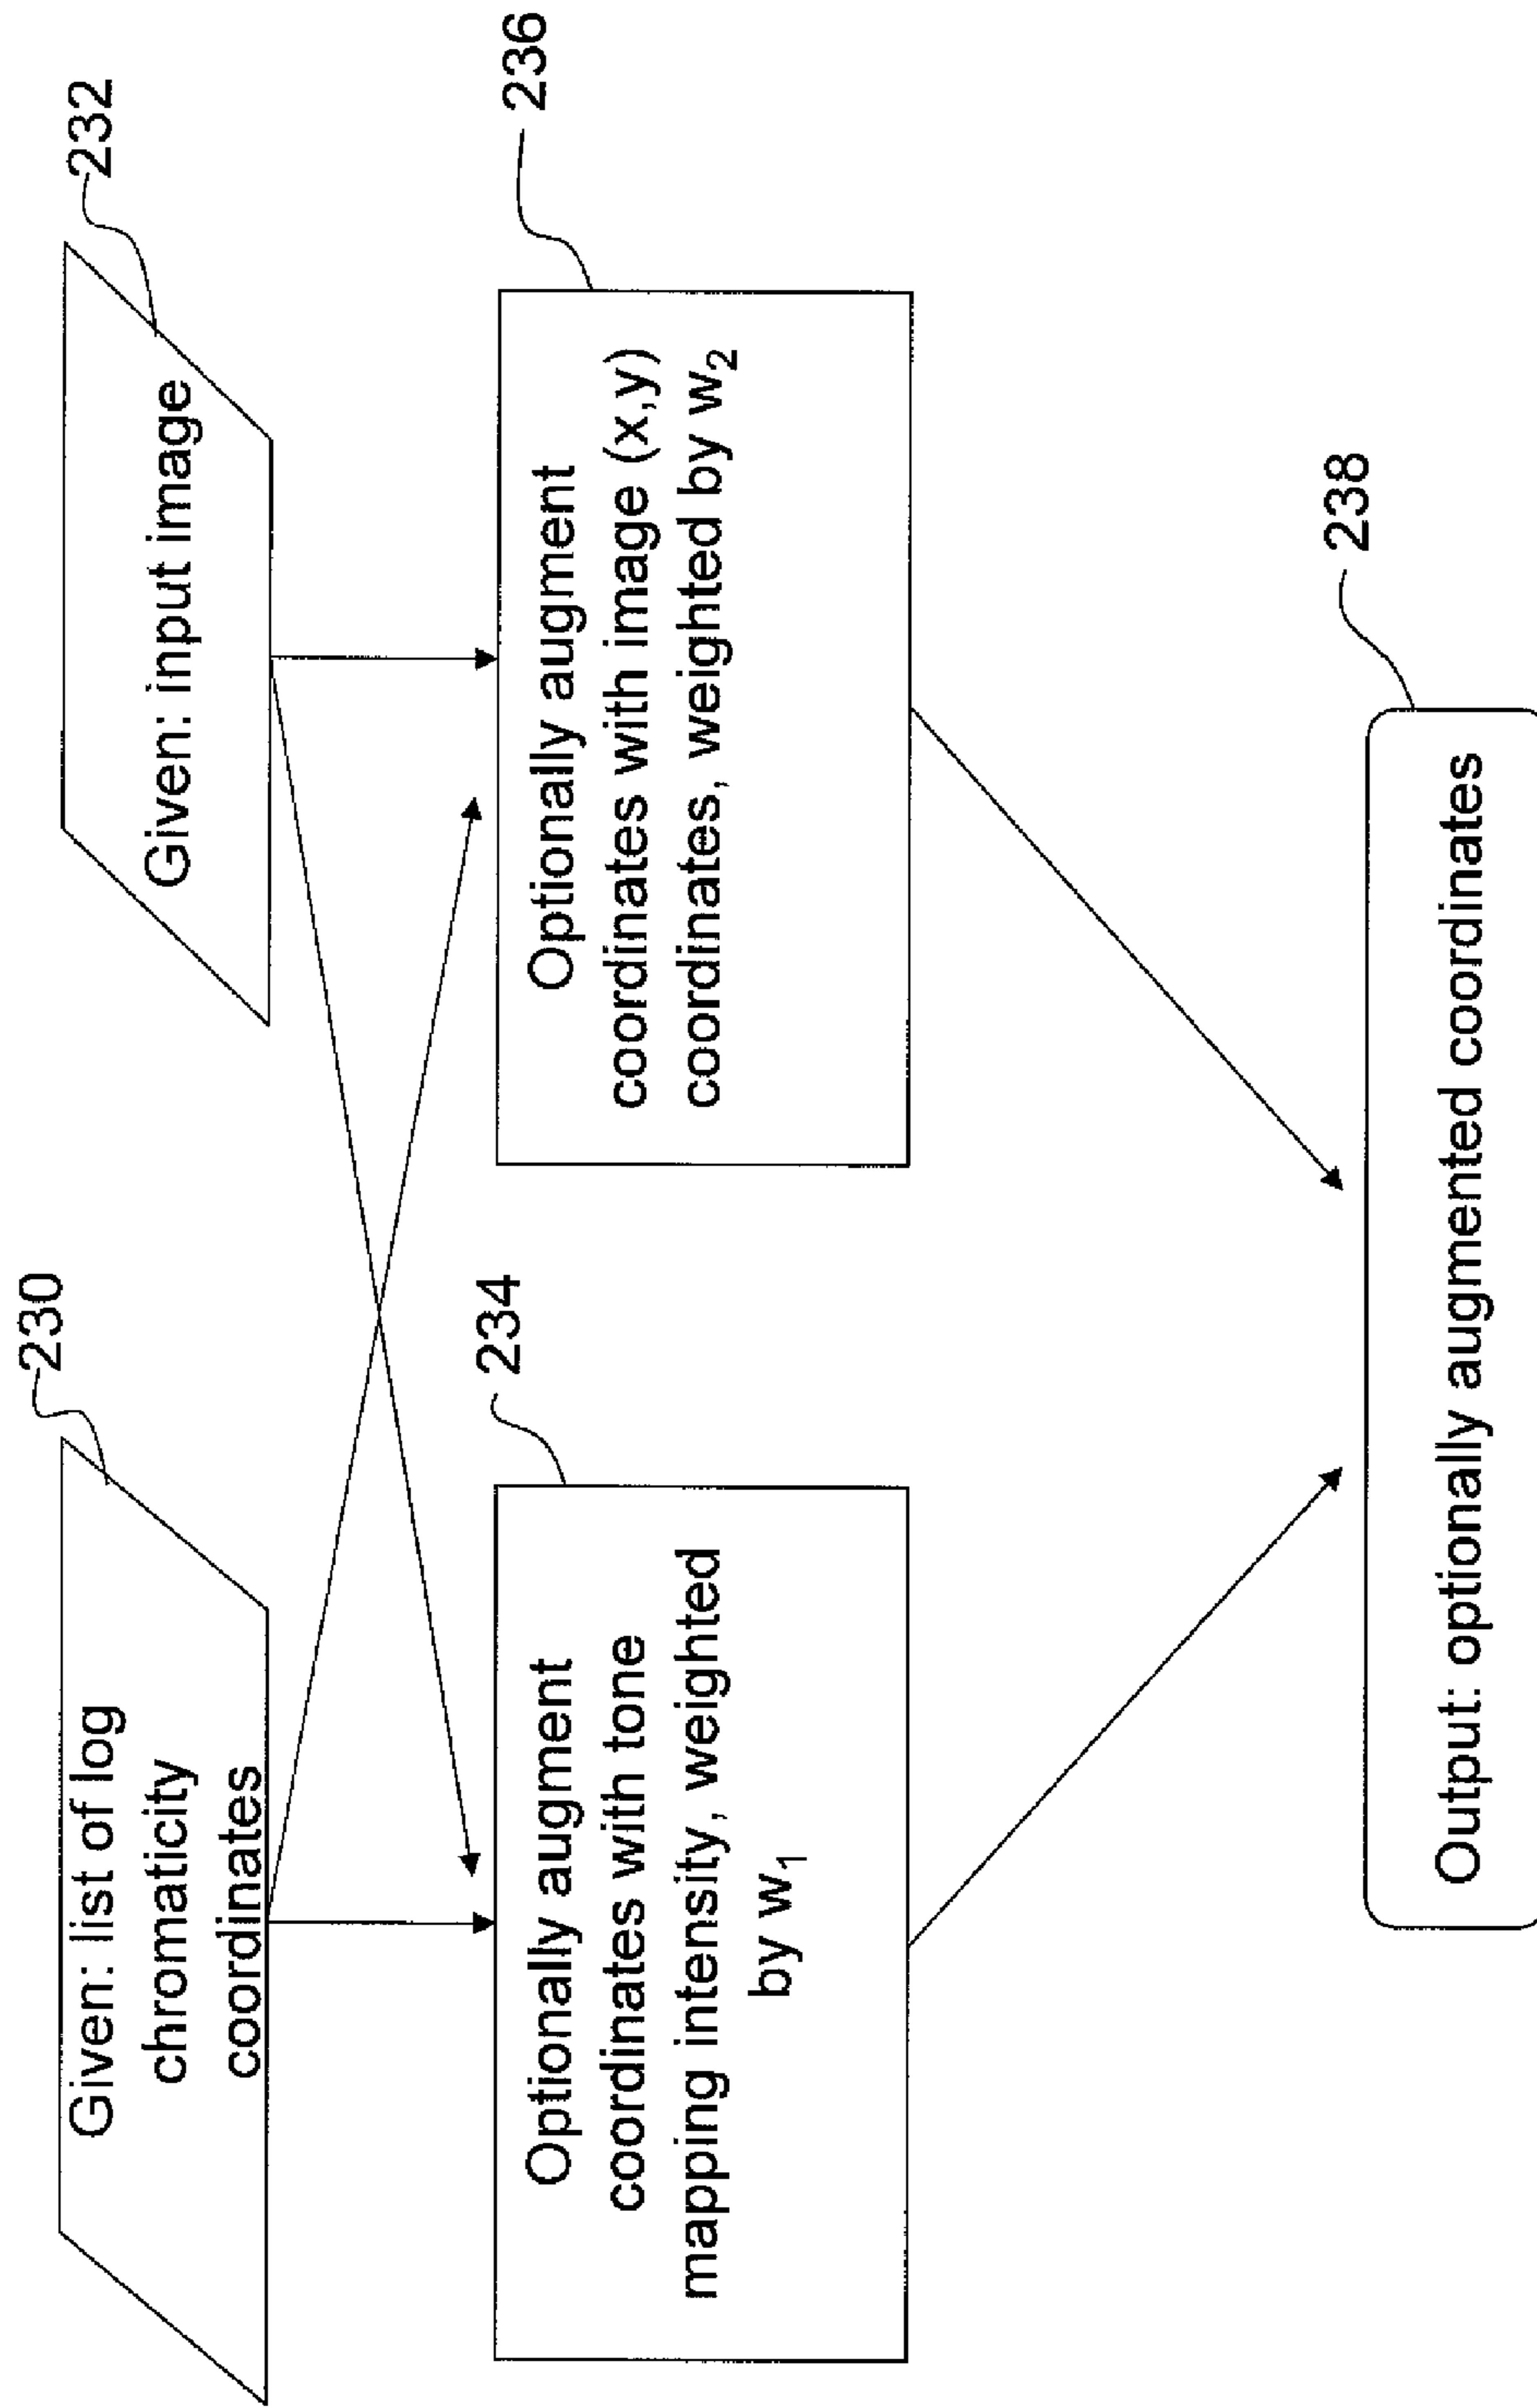 230
Given: list of log
chromaticity
coordinates
232
Given: input image
234
Optionally augment
coordinates with tone
mapping intensity, weighted
by w₁
236
Optionally augment
coordinates with image (x,y)
coordinates, weighted by w₂
238
Output: optionally augmented coordinates